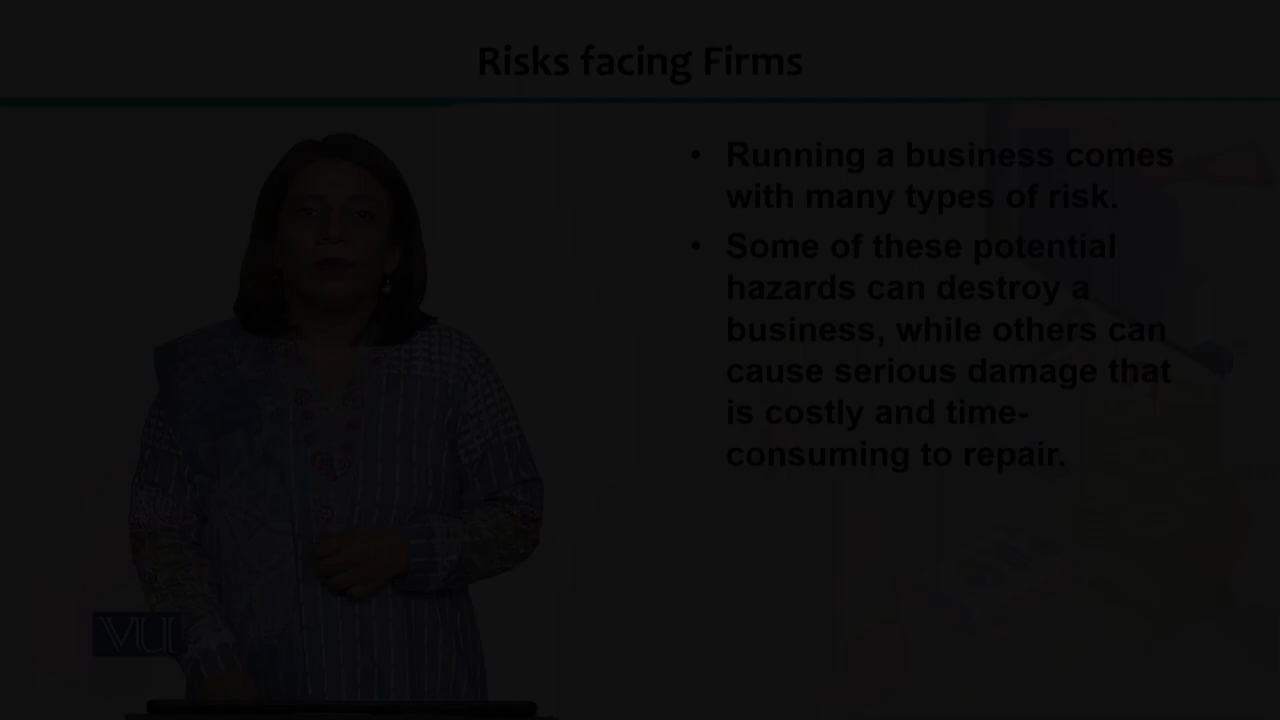 Risks facing Firms
• Running a business comes
with many types of risk.
• Some of these potential
hazards can destroy a
business, while others can
cause serious damage that
is costly and time-
consuming to repair.
VU